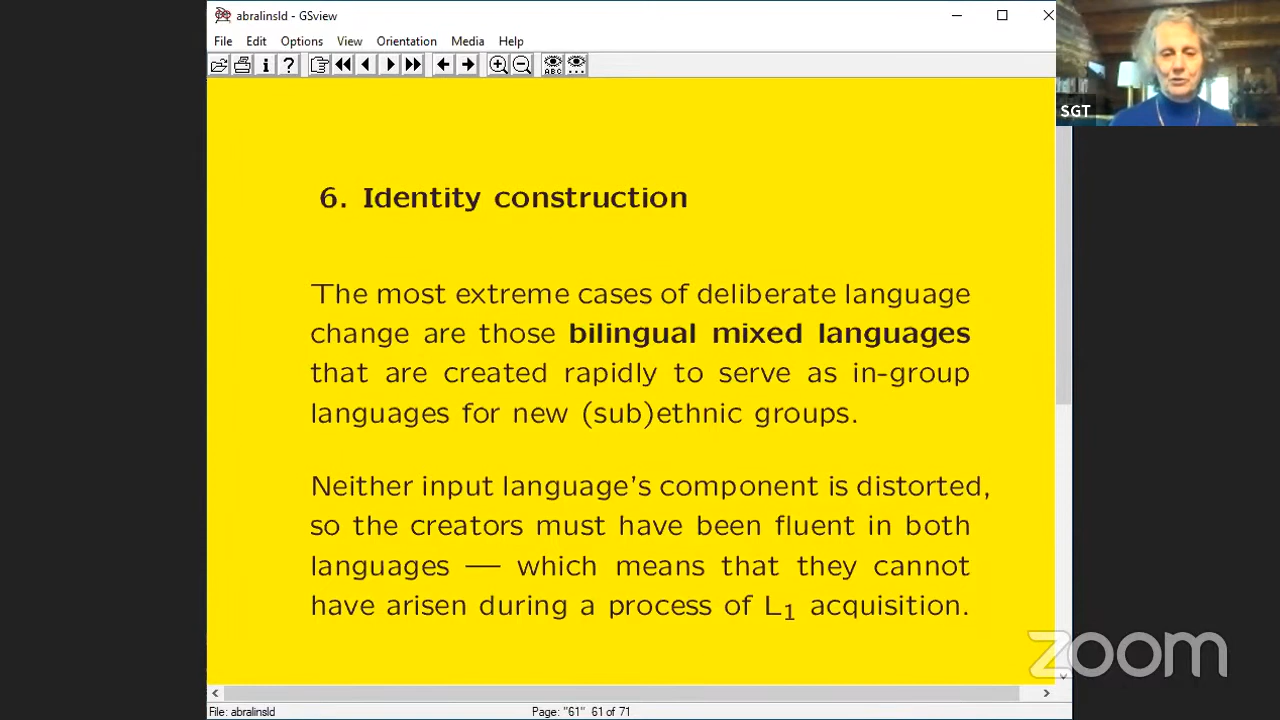 abralinsld - GSview
File Edit Options View Orientation Media Help
SGT
6. Identity construction
The most extreme cases of deliberate language
change are those bilingual mixed languages
that are created rapidly to serve as in-group
languages for new (sub)ethnic groups.
Neither input language's component is distorted,
so the creators must have been fluent in both
languages — which means that they cannot
have arisen during a process of L₁ acquisition.
zoom
File: abralinsld Page: "61" 61 of 71